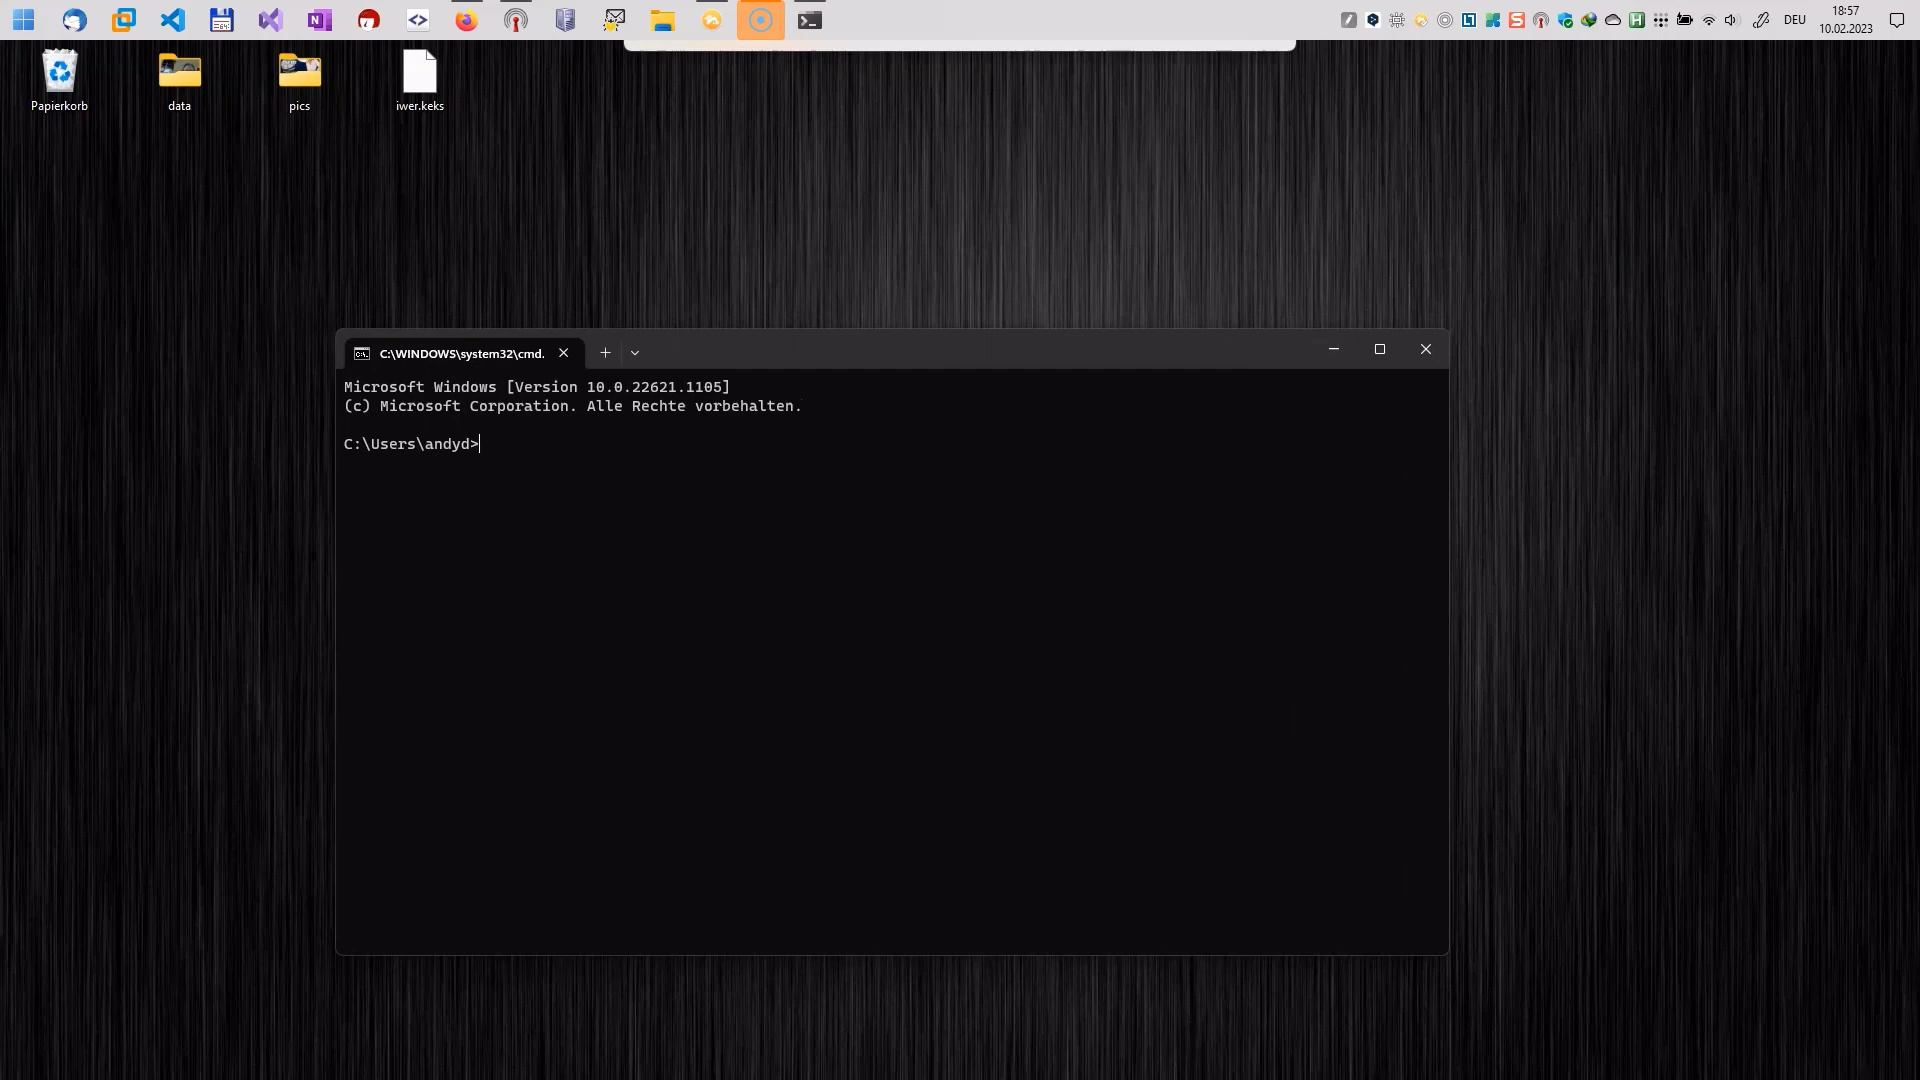 DEU
18:57
10.02.2023
Papierkorb
data
pics
iwer.keks
C:\WINDOWS\system32\cmd.
Microsoft Windows [Version 10.0.22621.1105]
(c) Microsoft Corporation. Alle Rechte vorbehalten.
C:\Users\andyd>